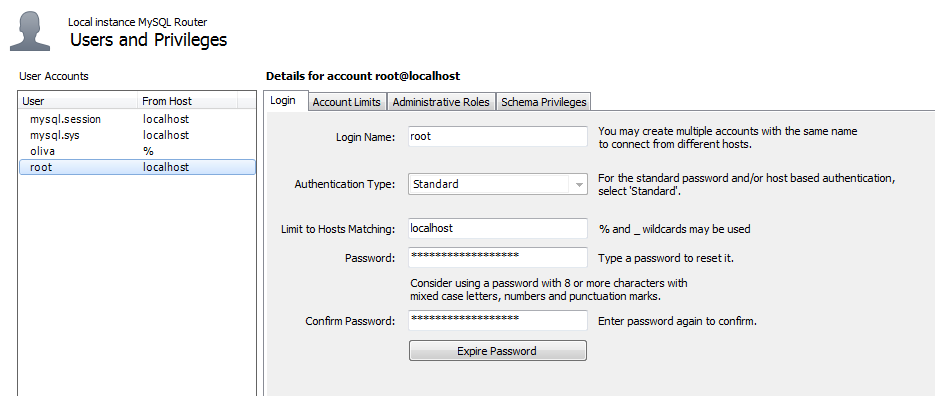 Local instance MySQL Router
Users and Privileges
User Accounts
User From Host
mysql.session localhost
mysql.sys localhost
oliva %
root localhost
Details for account root@localhost
Login Account Limits Administrative Roles Schema Privileges
Login Name: root You may create multiple accounts with the same name
to connect from different hosts.
Authentication Type: Standard For the standard password and/or host based authentication,
select 'Standard'.
Limit to Hosts Matching: localhost % and _ wildcards may be used
Password: ****************** Type a password to reset it.
Consider using a password with 8 or more characters with
mixed case letters, numbers and punctuation marks.
Confirm Password: ****************** Enter password again to confirm.
Expire Password